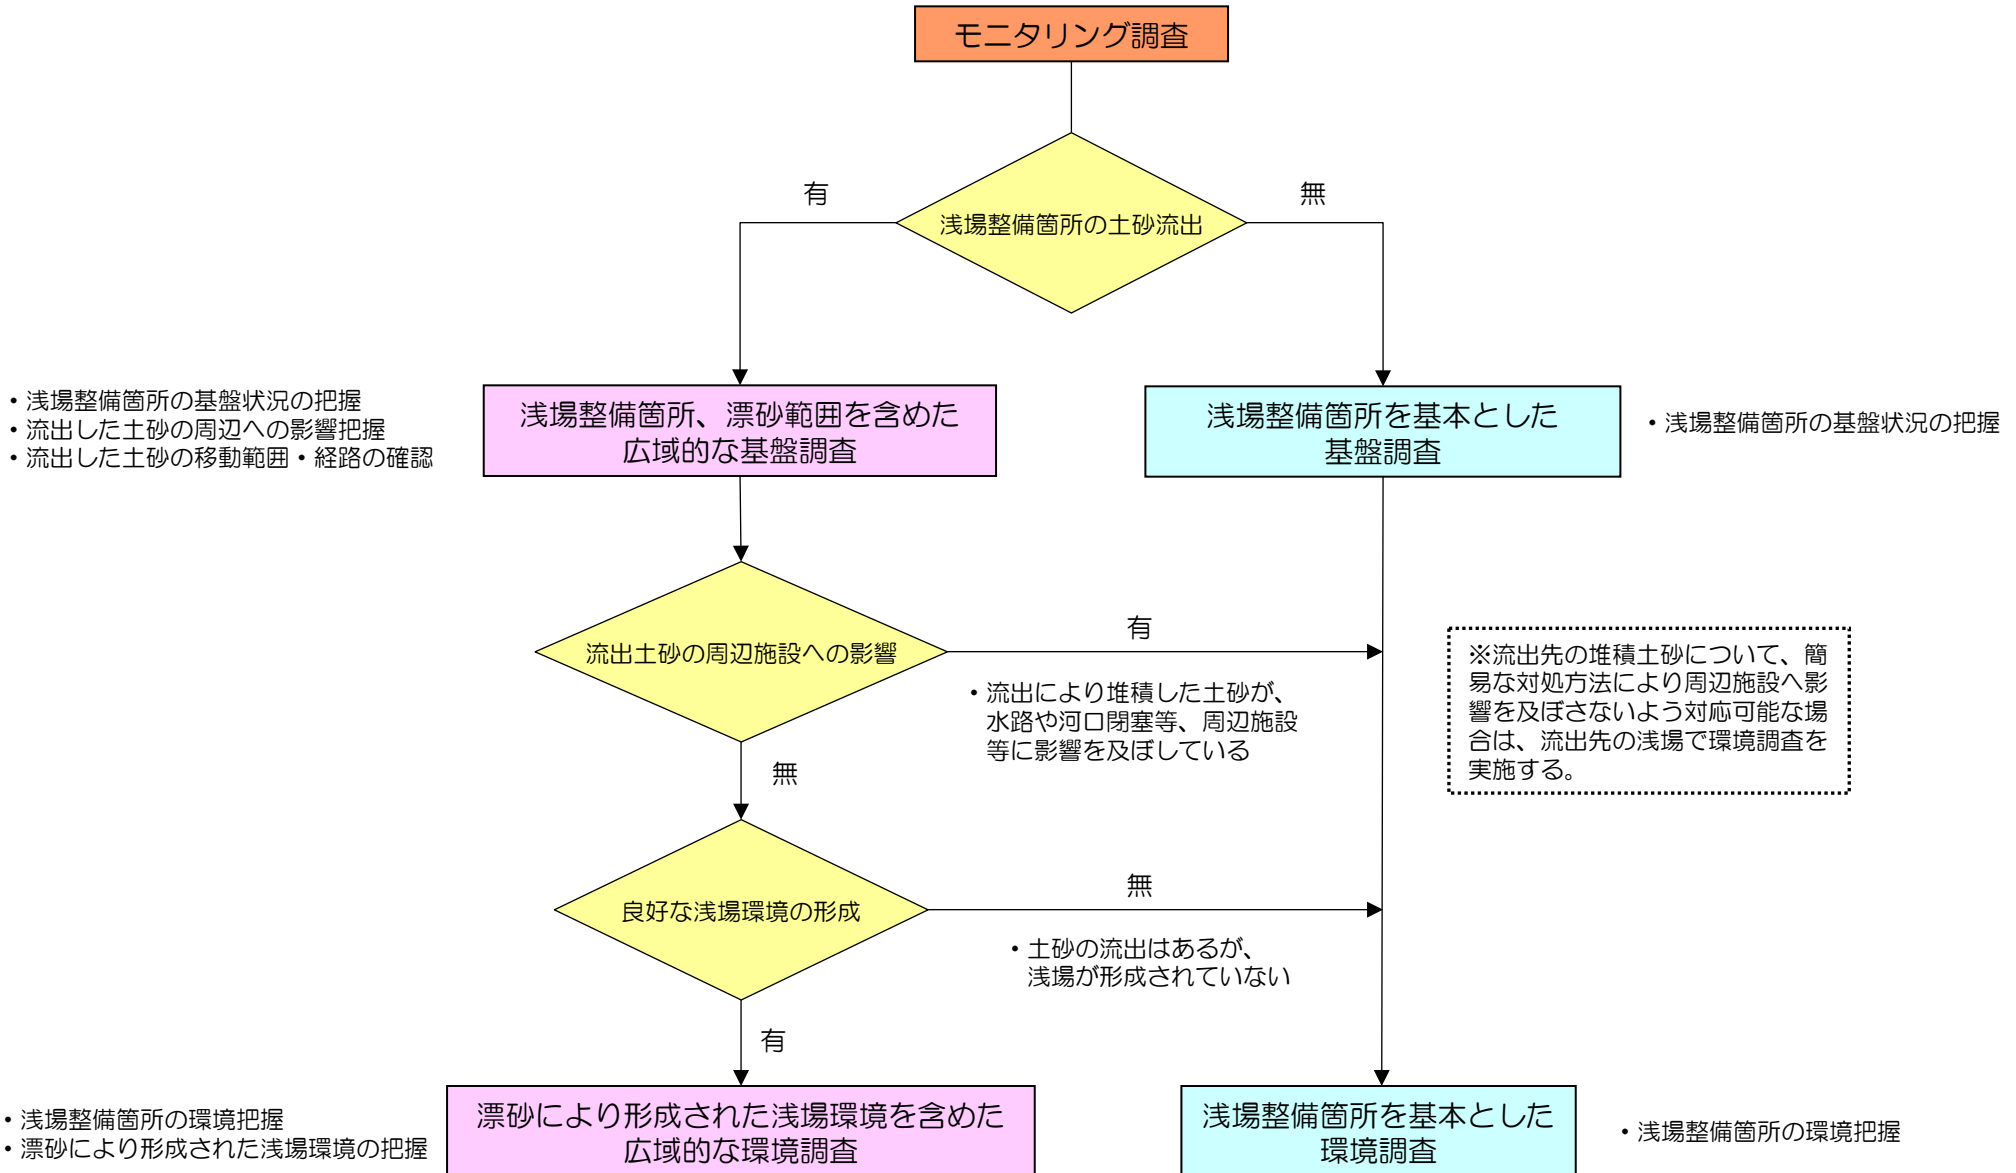 モニタリング調査
有
無
浅場整備箇所の土砂流出
・浅場整備箇所の基盤状況の把握
・流出した土砂の周辺への影響把握
・流出した土砂の移動範囲・経路の確認
浅場整備箇所、漂砂範囲を含めた
広域的な基盤調査
浅場整備箇所を基本とした
基盤調査
・浅場整備箇所の基盤状況の把握
流出土砂の周辺施設への影響
有
・流出により堆積した土砂が、
水路や河口閉塞等、周辺施設
等に影響を及ぼしている
※流出先の堆積土砂について、簡
易な対処方法により周辺施設へ影
響を及ぼさないよう対応可能な場
合は、流出先の浅場で環境調査を
実施する。
無
良好な浅場環境の形成
無
・土砂の流出はあるが、
浅場が形成されていない
有
・浅場整備箇所の環境把握
・漂砂により形成された浅場環境の把握
漂砂により形成された浅場環境を含めた
広域的な環境調査
浅場整備箇所を基本とした
環境調査
・浅場整備箇所の環境把握